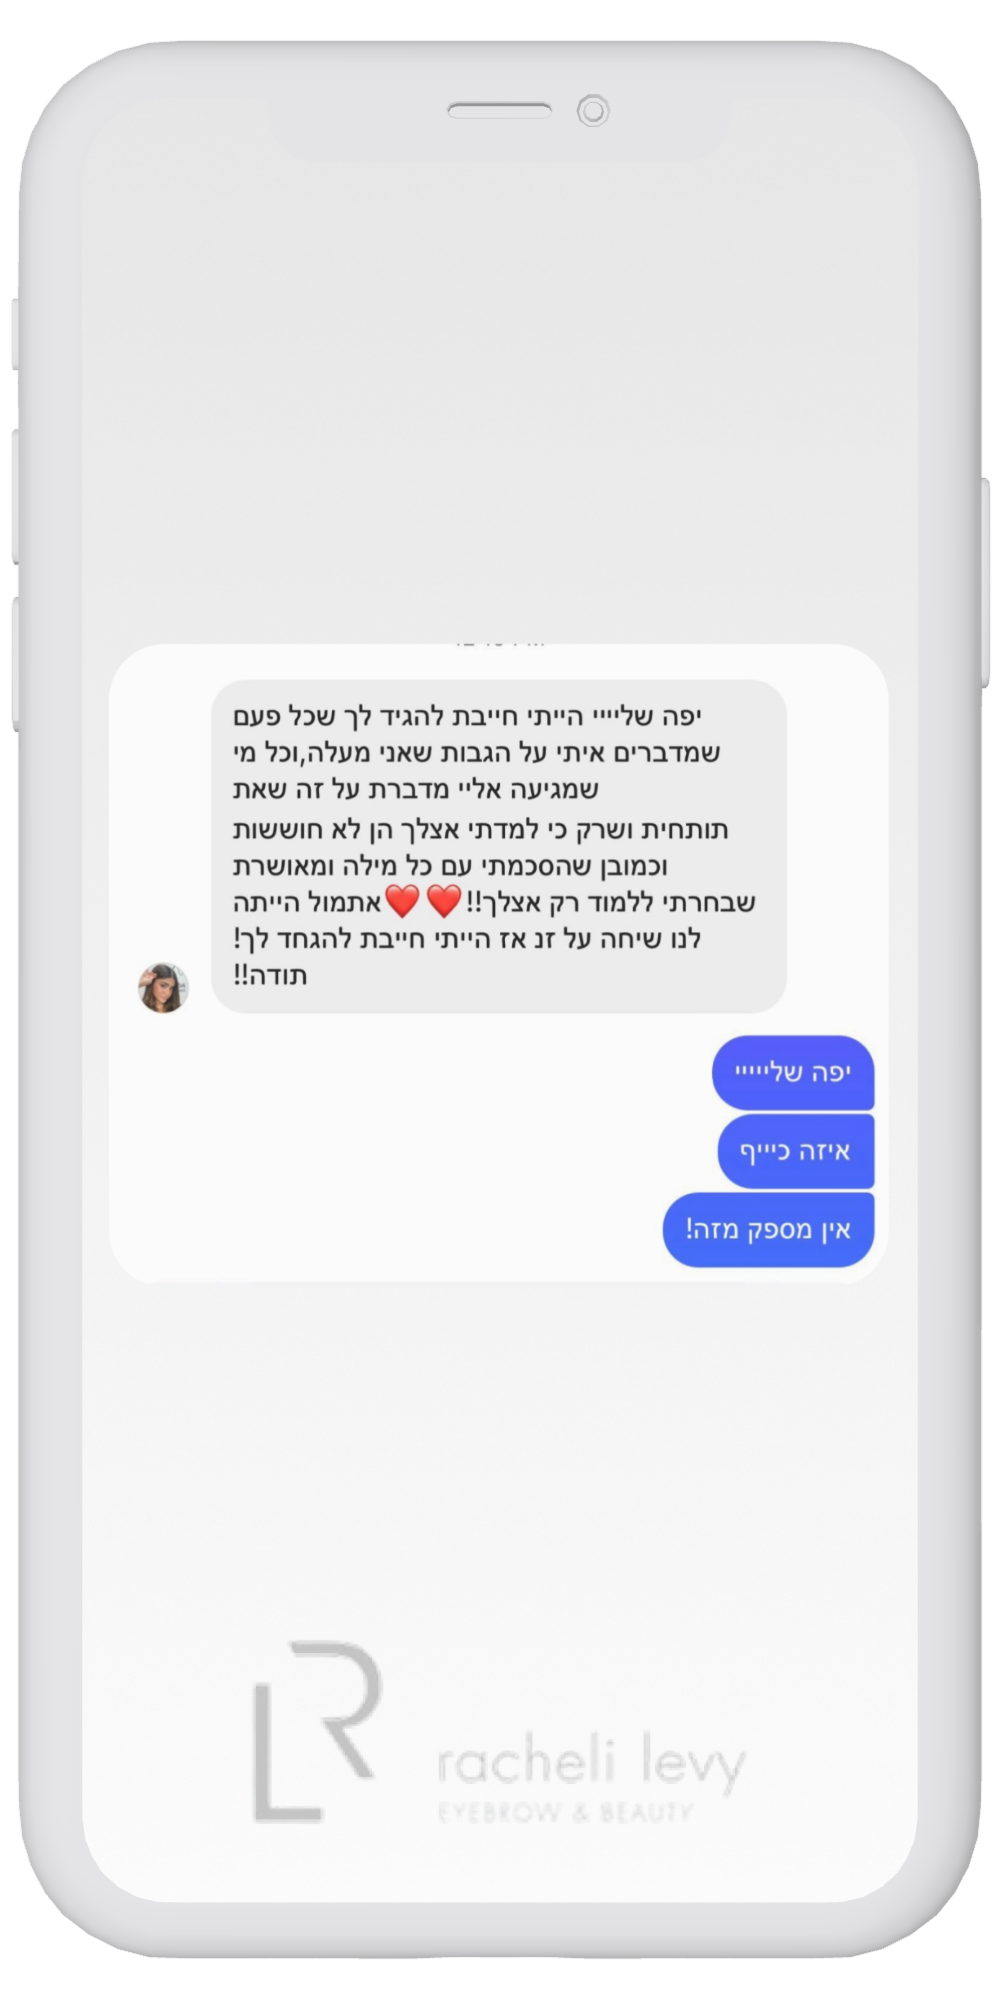 יפה שליייי הייתי חייבת להגיד לך שכל פעם
שמדברים איתי על הגבות שאני מעלה,וכל מי
שמגיעה אליי מדברת על זה שאת
תותחית ושרק כי למדתי אצלך הן לא חוששות
וכמובן שהסכמתי עם כל מילה ומאושרת
שבחרתי ללמוד רק אצלך!!❤️❤️אתמול הייתה
לנו שיחה על זנ אז הייתי חייבת להגחד לך!
תודה!!
יפה שלייייי
איזה כיייף
אין מספק מזה!
LR
racheli levy
EYEBROW & BEAUTY